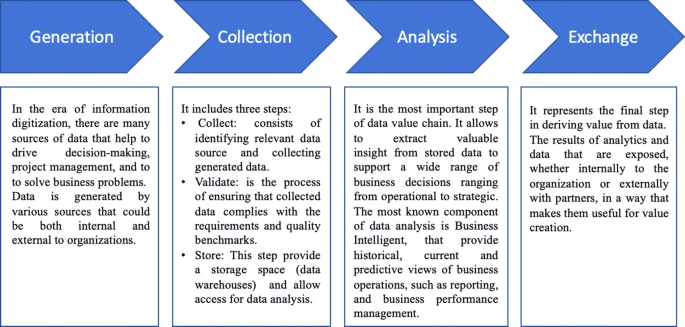 Generation
Collection
Analysis
Exchange
In the era of information
digitization, there are many
sources of data that help to
drive decision-making,
project management, and to
to solve business problems.
Data is generated by
various sources that could
be both internal and
external to organizations.
It includes three steps:
• Collect: consists of
identifying relevant data
source and collecting
generated data.
• Validate: is the process
of ensuring that collected
data complies with the
requirements and quality
benchmarks.
• Store: This step provide
a storage space (data
warehouses) and allow
access for data analysis.
It is the most important step
of data value chain. It allows
to extract valuable
insight from stored data to
support a wide range of
business decisions ranging
from operational to strategic.
The most known component
of data analysis is Business
Intelligent, that provide
historical, current and
predictive views of business
operations, such as reporting,
and business performance
management.
It represents the final step
in deriving value from data.
The results of analytics and
data that are exposed,
whether internally to the
organization or externally
with partners, in a way that
makes them useful for value
creation.